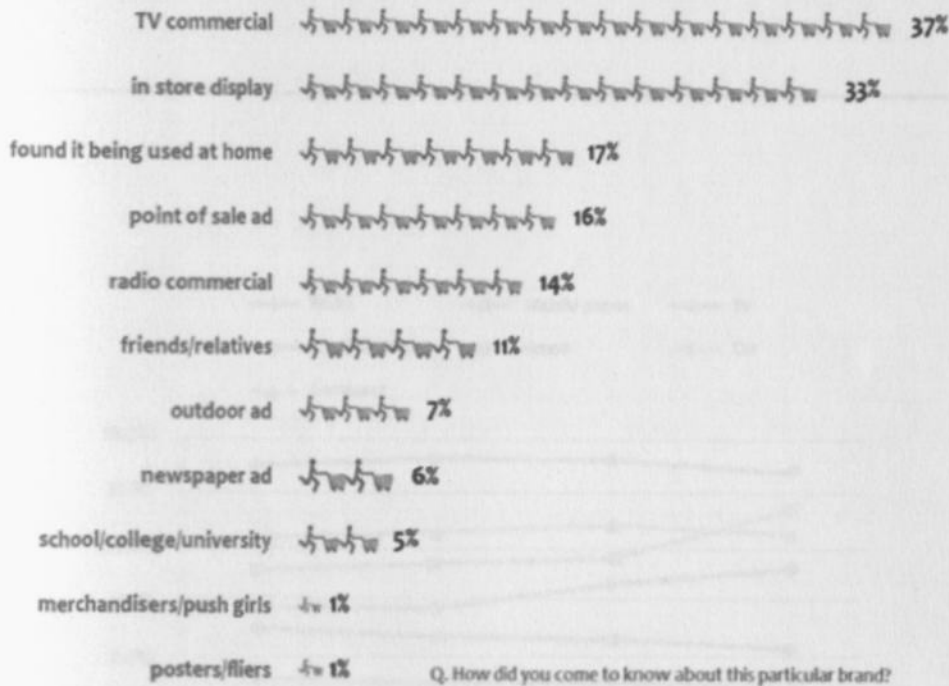 TV commercial 37%
in store display 33%
found it being used at home 17%
point of sale ad 16%
radio commercial 14%
friends/relatives 11%
outdoor ad 7%
newspaper ad 6%
school/college/university 5%
merchandisers/push girls 1%
posters/fliers 1%
Q. How did you come to know about this particular brand?